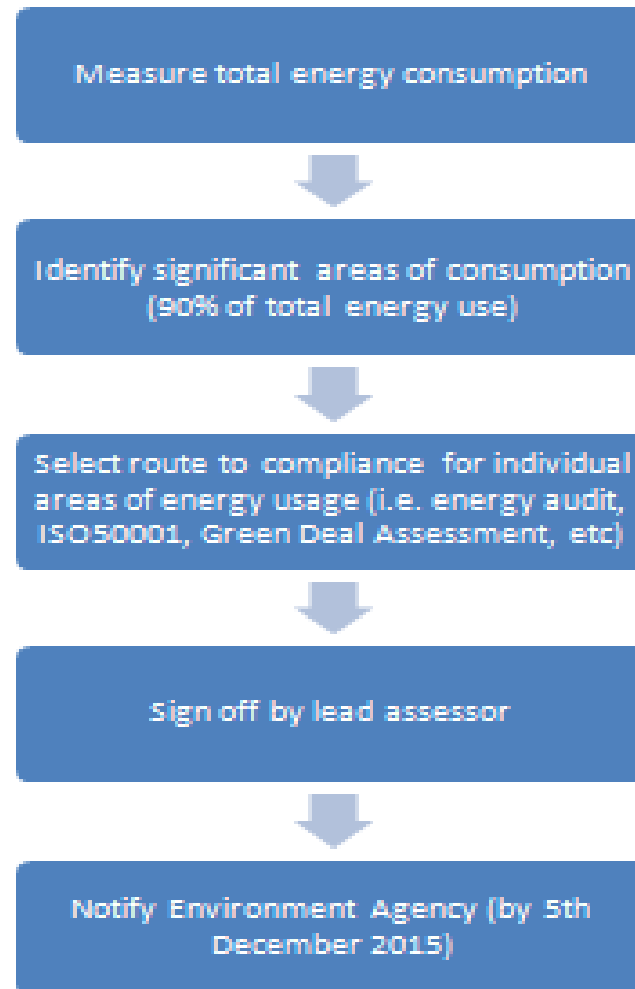 Measure total energy consumption
Identify significant areas of consumption
(90% of total energy use)
Select route to compliance for individual
areas of energy usage (i.e. energy audit,
ISO50001, Green Deal Assessment, etc)
Sign off by lead assessor
Notify Environment Agency (by 5th
December 2015)